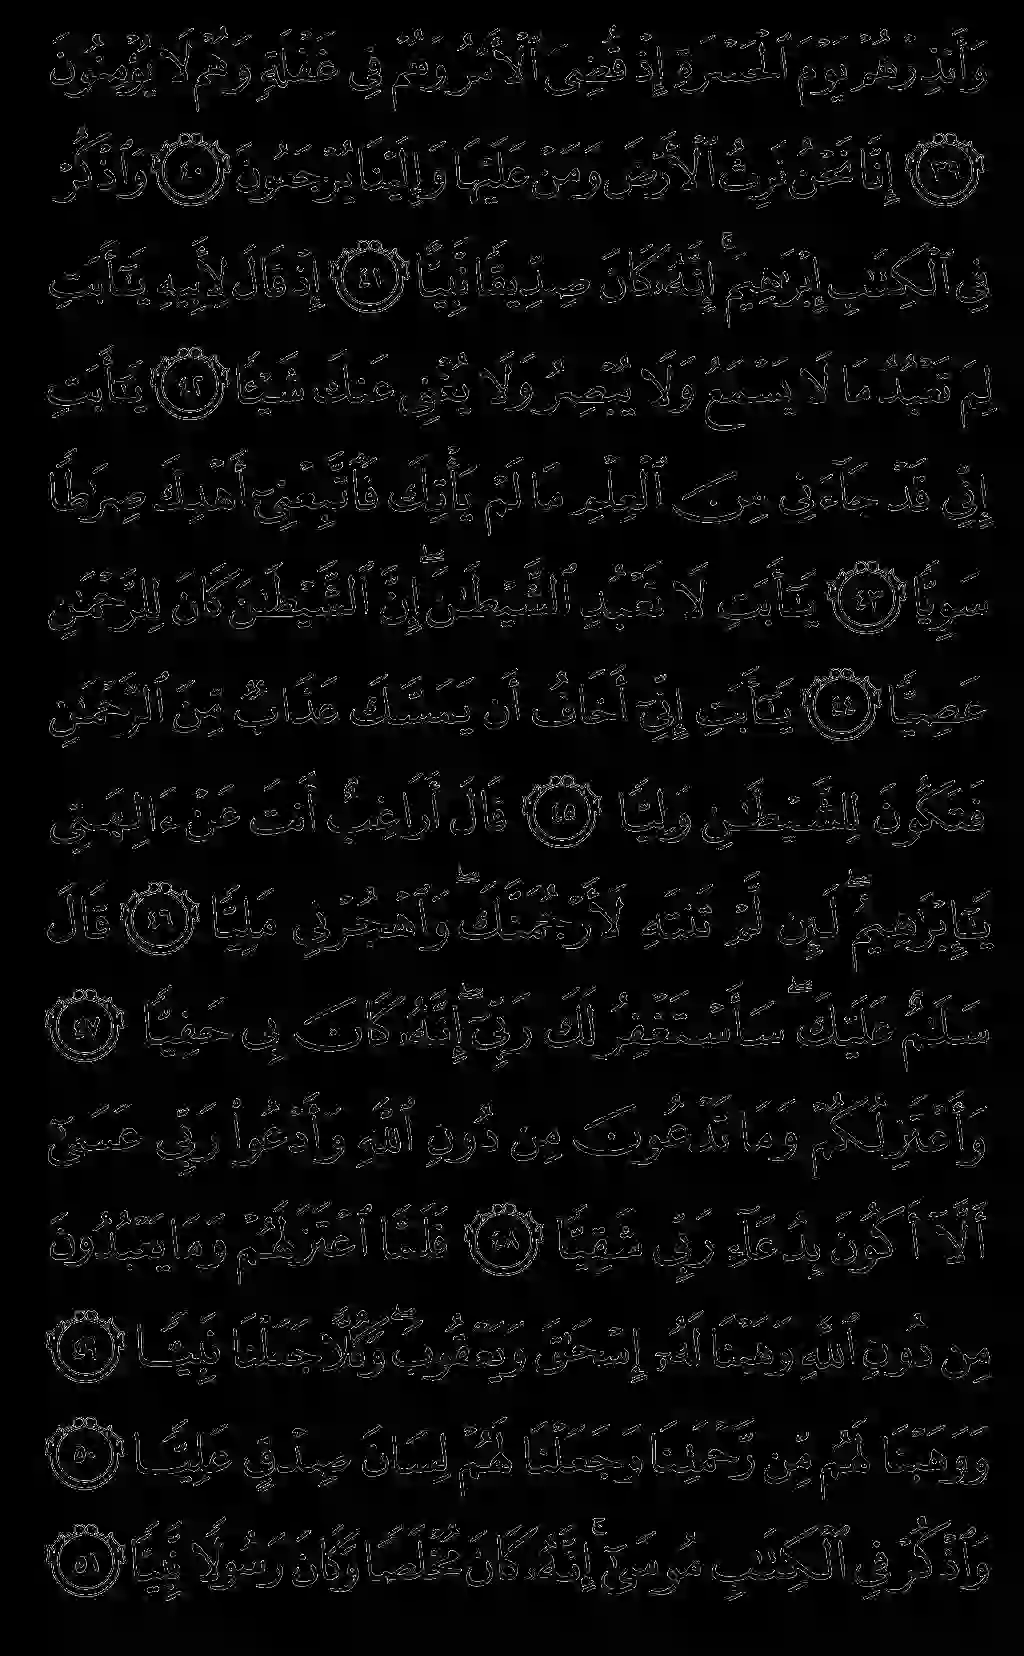 وَأَنذِرْهُمْ يَوْمَ ٱلْحَسْرَةِ إِذْ قُضِىَ ٱلْأَمْرُ وَهُمْ فِى غَفْلَةٍ وَهُمْ لَا يُؤْمِنُونَ
٣٩ إِنَّا نَحْنُ نَرِثُ ٱلْأَرْضَ وَمَنْ عَلَيْهَا وَإِلَيْنَا يُرْجَعُونَ ٤٠ وَٱذْكُرْ
فِى ٱلْكِتَـٰبِ إِبْرَٰهِيمَ ۚ إِنَّهُۥ كَانَ صِدِّيقًا نَّبِيًّا ٤١ إِذْ قَالَ لِأَبِيهِ يَـٰٓأَبَتِ
لِمَ تَعْبُدُ مَا لَا يَسْمَعُ وَلَا يُبْصِرُ وَلَا يُغْنِى عَنكَ شَيْـًٔا ٤٢ يَـٰٓأَبَتِ
إِنِّى قَدْ جَآءَنِى مِنَ ٱلْعِلْمِ مَا لَمْ يَأْتِكَ فَٱتَّبِعْنِىٓ أَهْدِكَ صِرَٰطًا
سَوِيًّا ٤٣ يَـٰٓأَبَتِ لَا تَعْبُدِ ٱلشَّيْطَـٰنَ ۖ إِنَّ ٱلشَّيْطَـٰنَ كَانَ لِلرَّحْمَـٰنِ
عَصِيًّا ٤٤ يَـٰٓأَبَتِ إِنِّىٓ أَخَافُ أَن يَمَسَّكَ عَذَابٌ مِّنَ ٱلرَّحْمَـٰنِ
فَتَكُونَ لِلشَّيْطَـٰنِ وَلِيًّا ٤٥ قَالَ أَرَاغِبٌ أَنتَ عَنْ ءَالِهَتِى
يَـٰٓإِبْرَٰهِيمُ ۖ لَئِن لَّمْ تَنتَهِ لَأَرْجُمَنَّكَ ۖ وَٱهْجُرْنِى مَلِيًّا ٤٦ قَالَ
سَلَـٰمٌ عَلَيْكَ ۖ سَأَسْتَغْفِرُ لَكَ رَبِّىٓ ۖ إِنَّهُۥ كَانَ بِى حَفِيًّا ٤٧
وَأَعْتَزِلُكُمْ وَمَا تَدْعُونَ مِن دُونِ ٱللَّهِ وَأَدْعُوا۟ رَبِّى عَسَىٰٓ
أَلَّآ أَكُونَ بِدُعَآءِ رَبِّى شَقِيًّا ٤٨ فَلَمَّا ٱعْتَزَلَهُمْ وَمَا يَعْبُدُونَ
مِن دُونِ ٱللَّهِ وَهَبْنَا لَهُۥٓ إِسْحَـٰقَ وَيَعْقُوبَ ۖ وَكُلًّا جَعَلْنَا نَبِيًّا ٤٩
وَوَهَبْنَا لَهُم مِّن رَّحْمَتِنَا وَجَعَلْنَا لَهُمْ لِسَانَ صِدْقٍ عَلِيًّا ٥٠
وَٱذْكُرْ فِى ٱلْكِتَـٰبِ مُوسَىٰٓ ۚ إِنَّهُۥ كَانَ مُخْلَصًا وَكَانَ رَسُولًا نَّبِيًّا ٥١